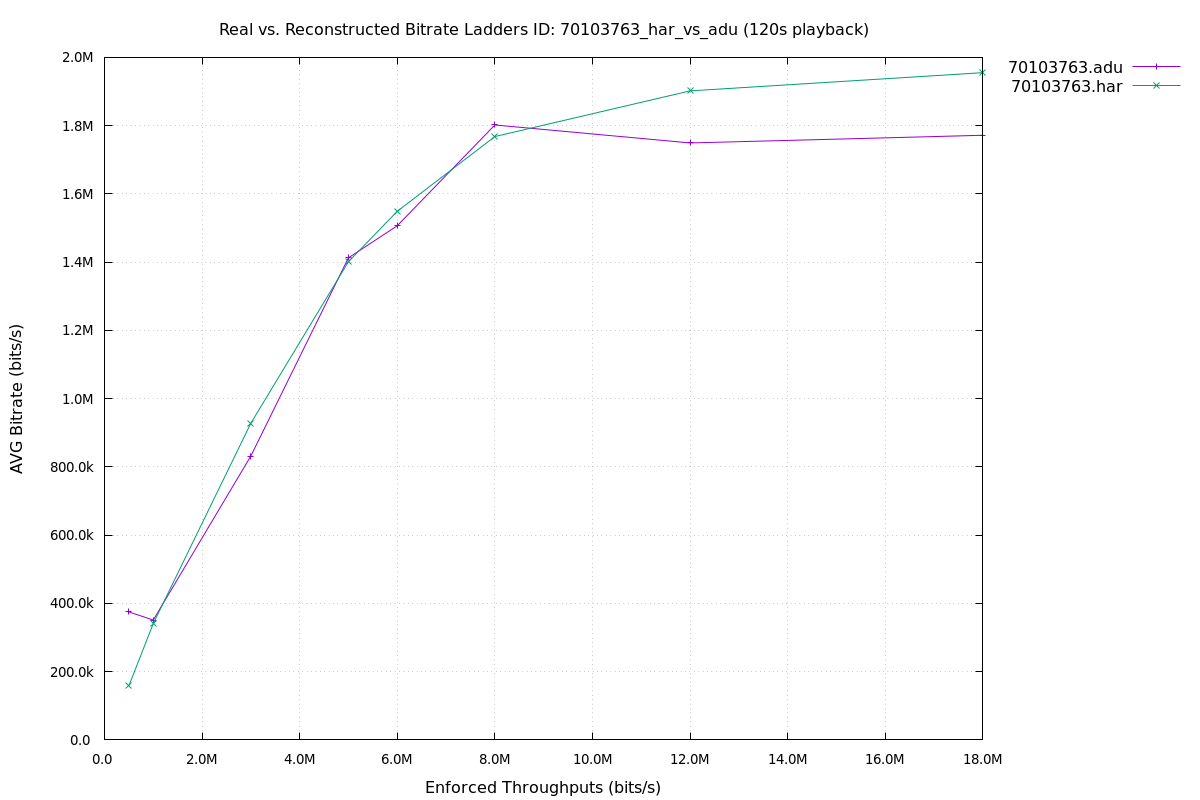 Real vs. Reconstructed Bitrate Ladders ID: 70103763_har_vs_adu (120s playback)
70103763.adu
70103763.har
2.0M
1.8M
1.6M
1.4M
1.2M
1.0M
800.0k
600.0k
400.0k
200.0k
0.0
AVG Bitrate (bits/s)
0.0 2.0M 4.0M 6.0M 8.0M 10.0M 12.0M 14.0M 16.0M 18.0M
Enforced Throughputs (bits/s)